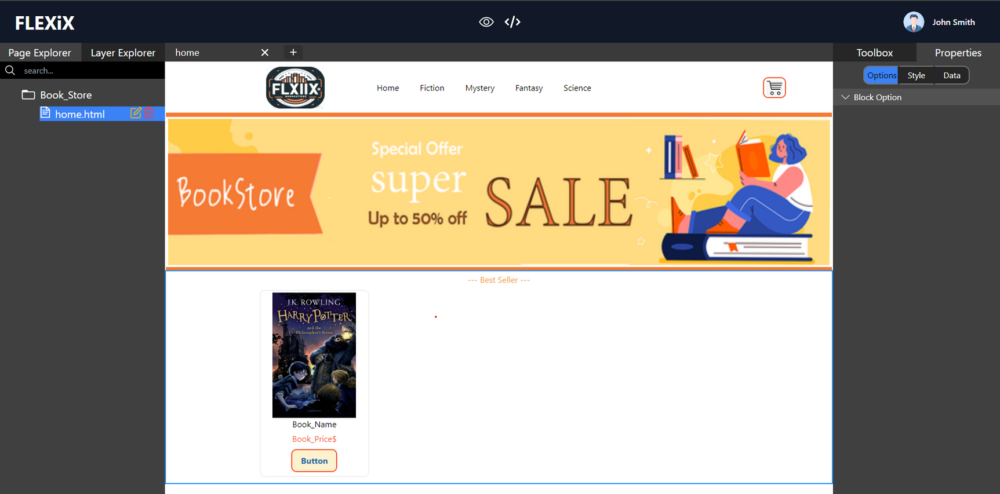 FLEXiX
</>
John Smith
Page Explorer
Layer Explorer
home
Toolbox
Properties
search...
Options
Style
Data
Block Option
Book_Store
home.html
FLXIIX
BOOKSTORE
Home
Fiction
Mystery
Fantasy
Science
BookStore
Special Offer
super
Up to 50% off
SALE
--- Best Seller ---
J.K. ROWLING
HARRY POTTER
and the
Philosopher's Stone
Book_Name
Book_Price$
Button